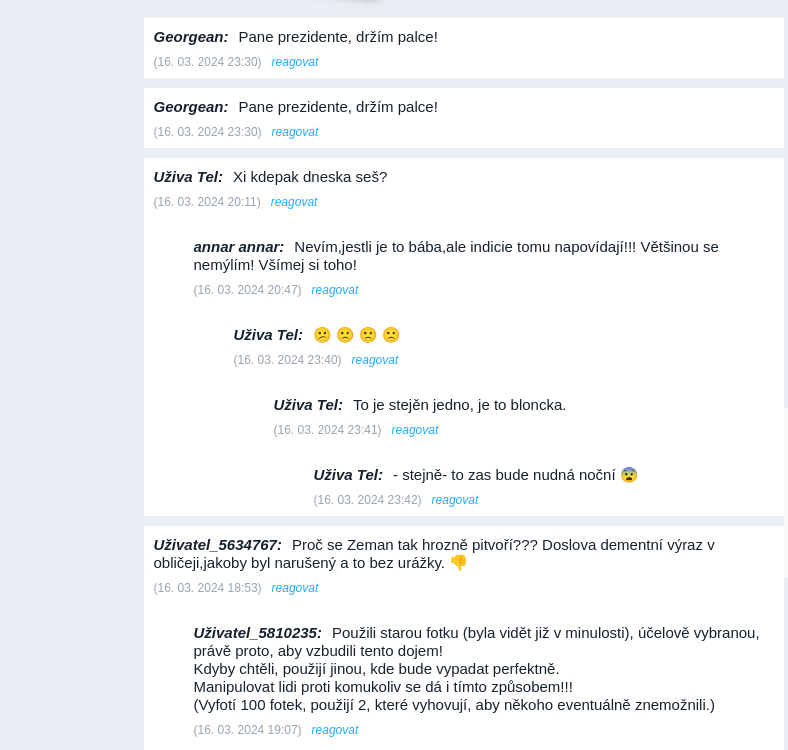 Georgean: Pane prezidente, držím palce!
(16. 03. 2024 23:30) reagovat
Georgean: Pane prezidente, držím palce!
(16. 03. 2024 23:30) reagovat
Uživa Tel: Xi kdepak dneska seš?
(16. 03. 2024 20:11) reagovat
annar annar: Nevím,jestli je to bába,ale indicie tomu napovídají!!! Většinou se
nemýlím! Všímej si toho!
(16. 03. 2024 20:47) reagovat
Uživa Tel: 😕 🙁 🙁 🙁
(16. 03. 2024 23:40) reagovat
Uživa Tel: To je stejěn jedno, je to bloncka.
(16. 03. 2024 23:41) reagovat
Uživa Tel: - stejně- to zas bude nudná noční 😨
(16. 03. 2024 23:42) reagovat
Uživatel_5634767: Proč se Zeman tak hrozně pitvoří??? Doslova dementní výraz v
obličeji,jakoby byl narušený a to bez urážky. 👎
(16. 03. 2024 18:53) reagovat
Uživatel_5810235: Použili starou fotku (byla vidět již v minulosti), účelově vybranou,
právě proto, aby vzbudili tento dojem!
Kdyby chtěli, použijí jinou, kde bude vypadat perfektně.
Manipulovat lidi proti komukoliv se dá i tímto způsobem!!!
(Vyfotí 100 fotek, použijí 2, které vyhovují, aby někoho eventuálně znemožnili.)
(16. 03. 2024 19:07) reagovat